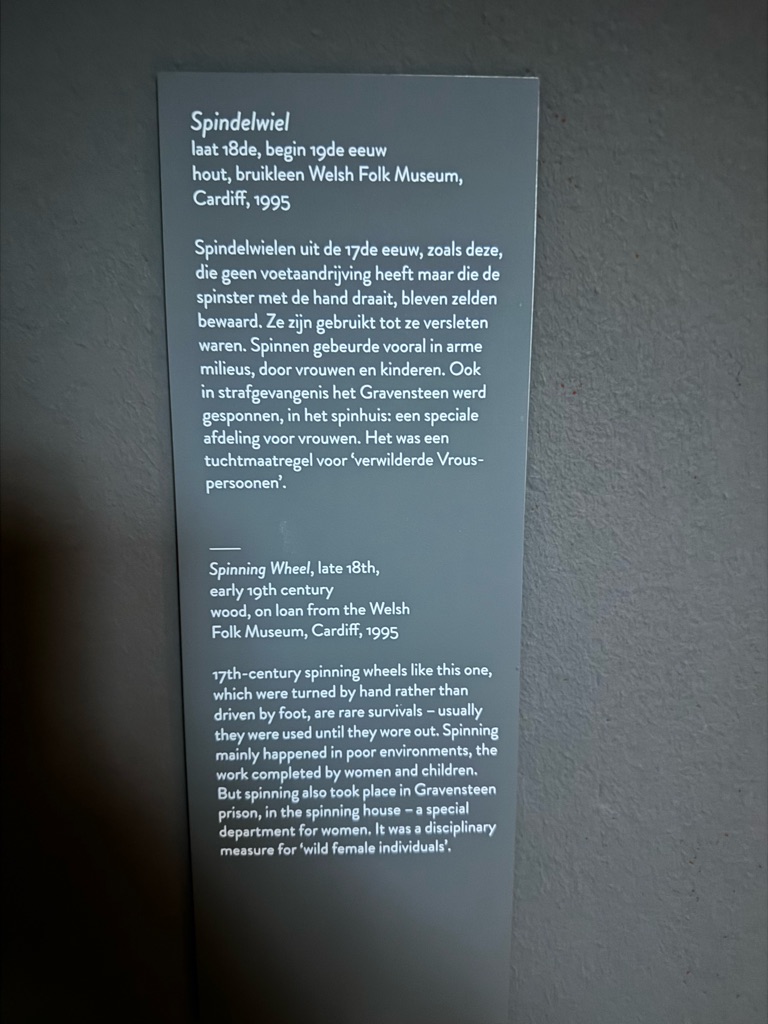 Spindelwiel
laat 18de, begin 19de eeuw
hout, bruikleen Welsh Folk Museum,
Cardiff, 1995
Spindelwielen uit de 17de eeuw, zoals deze,
die geen voetaandrijving heeft maar die de
spinster met de hand draait, bleven zelden
bewaard. Ze zijn gebruikt tot ze versleten
waren. Spinnen gebeurde vooral in arme
milieus, door vrouwen en kinderen. Ook
in strafgevangenis het Gravensteen werd
gesponnen, in het spinhuis: een speciale
afdeling voor vrouwen. Het was een
tuchtmaatregel voor ‘verwilderde Vrous-
persoonen’.
Spinning Wheel, late 18th,
early 19th century
wood, on loan from the Welsh
Folk Museum, Cardiff, 1995
17th-century spinning wheels like this one,
which were turned by hand rather than
driven by foot, are rare survivals – usually
they were used until they wore out. Spinning
mainly happened in poor environments, the
work completed by women and children.
But spinning also took place in Gravensteen
prison, in the spinning house – a special
department for women. It was a disciplinary
measure for ‘wild female individuals’.